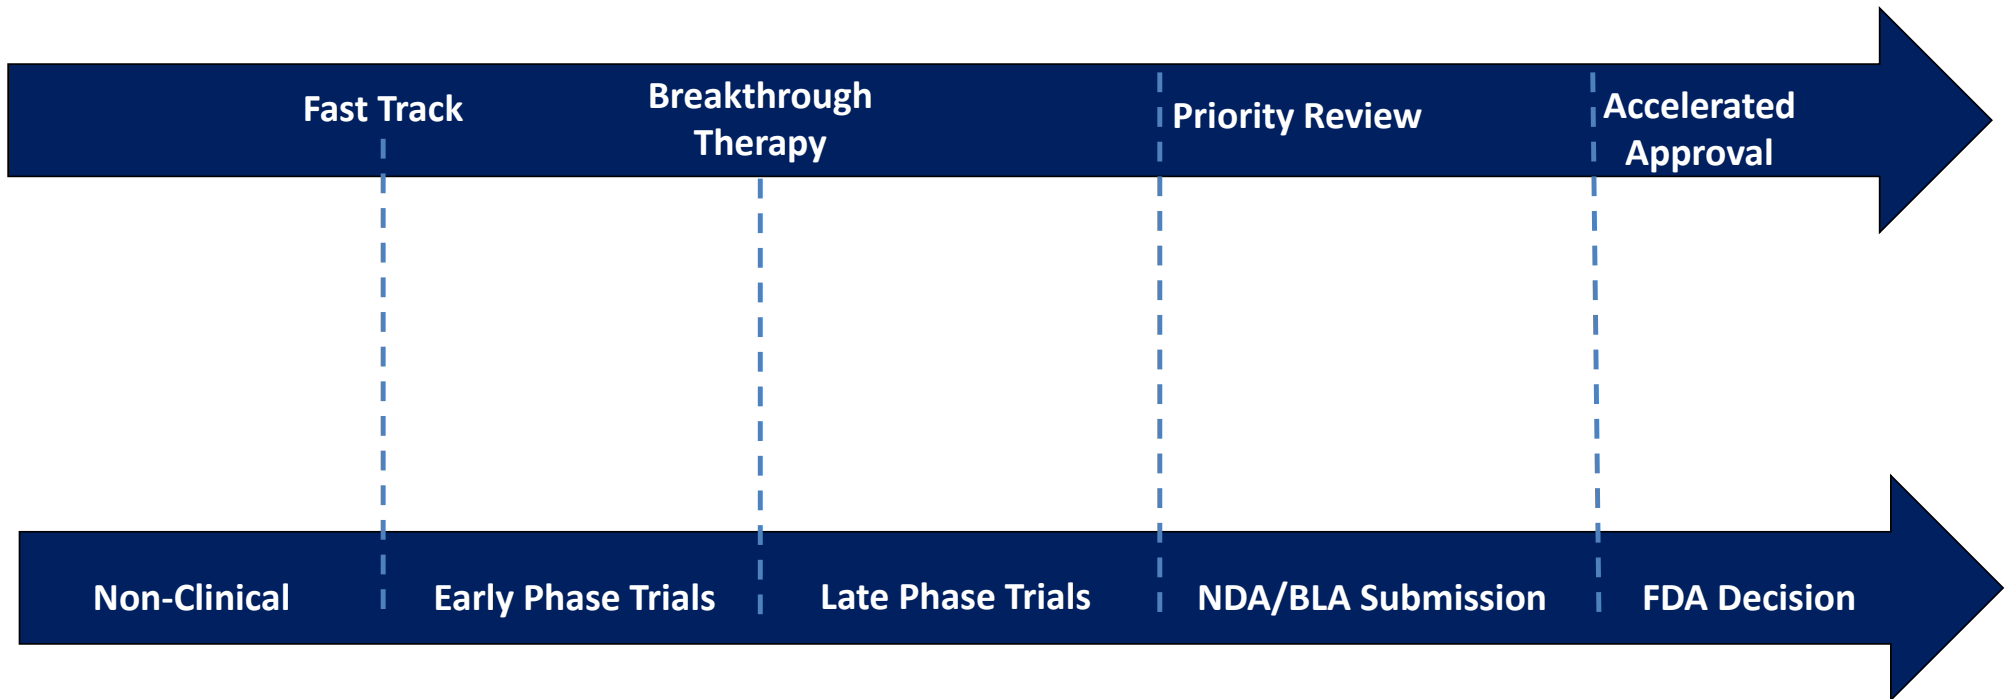 Fast Track
Breakthrough
Therapy
Priority Review
Accelerated
Approval
Non-Clinical
Early Phase Trials
Late Phase Trials
NDA/BLA Submission
FDA Decision